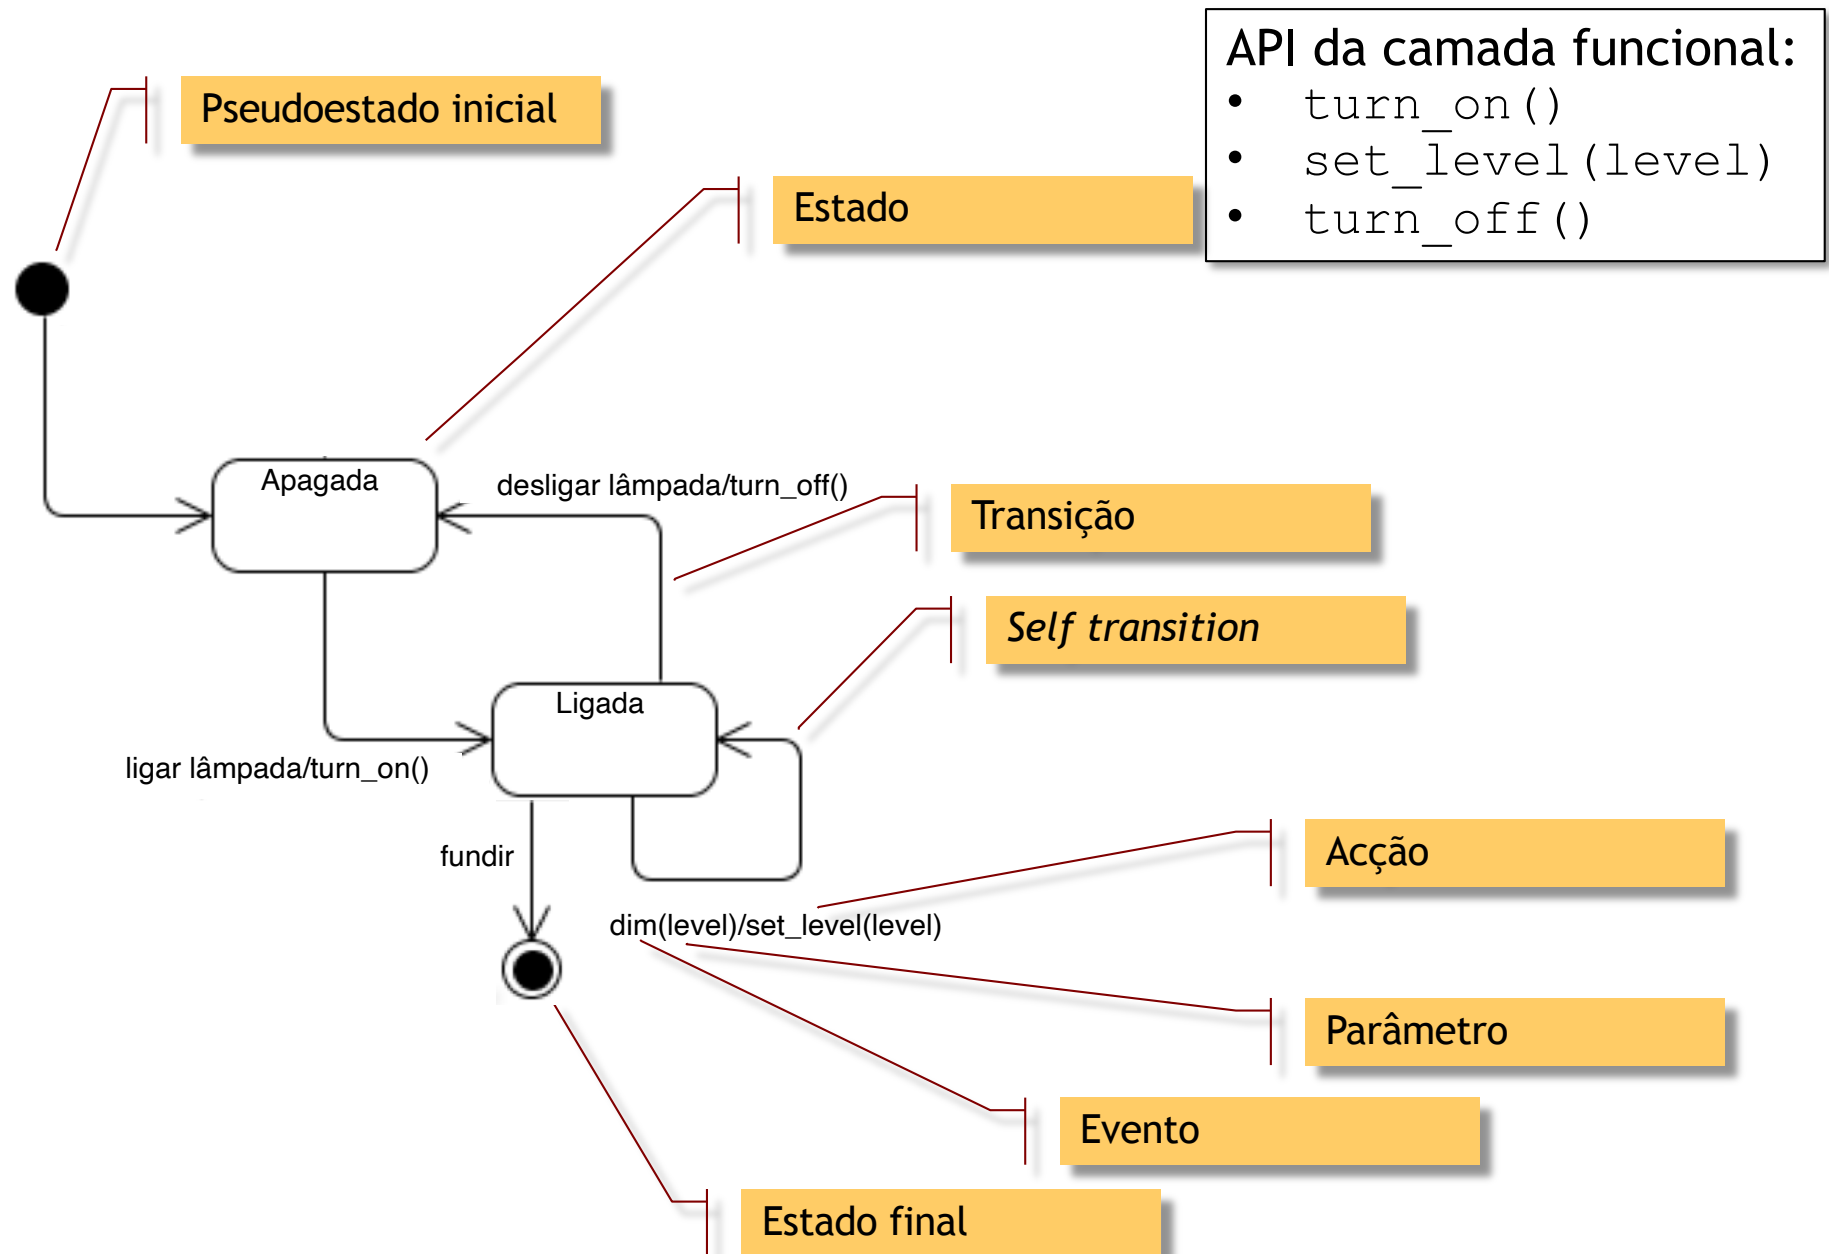 API da camada funcional:
• turn_on()
• set_level(level)
• turn_off()
Pseudoestado inicial
Estado
Apagada
desligar lâmpada/turn_off()
Transição
Self transition
Ligada
ligar lâmpada/turn_on()
fundir
Acção
dim(level)/set_level(level)
Parâmetro
Evento
Estado final